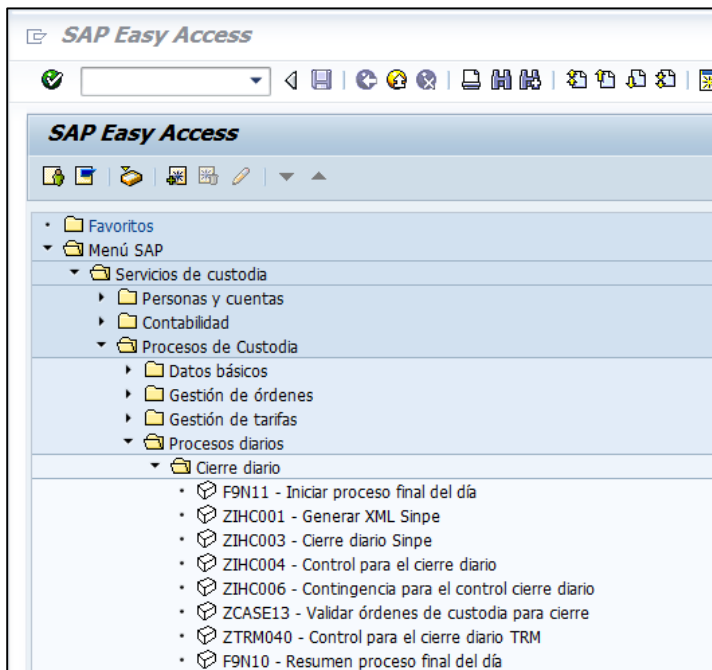 SAP Easy Access
SAP Easy Access
Favoritos
Menú SAP
Servicios de custodia
Personas y cuentas
Contabilidad
Procesos de Custodia
Datos básicos
Gestión de órdenes
Gestión de tarifas
Procesos diarios
Cierre diario
F9N11 - Iniciar proceso final del día
ZIHC001 - Generar XML Sinpe
ZIHC003 - Cierre diario Sinpe
ZIHC004 - Control para el cierre diario
ZIHC006 - Contingencia para el control cierre diario
ZCASE13 - Validar órdenes de custodia para cierre
ZTRM040 - Control para el cierre diario TRM
F9N10 - Resumen proceso final del día